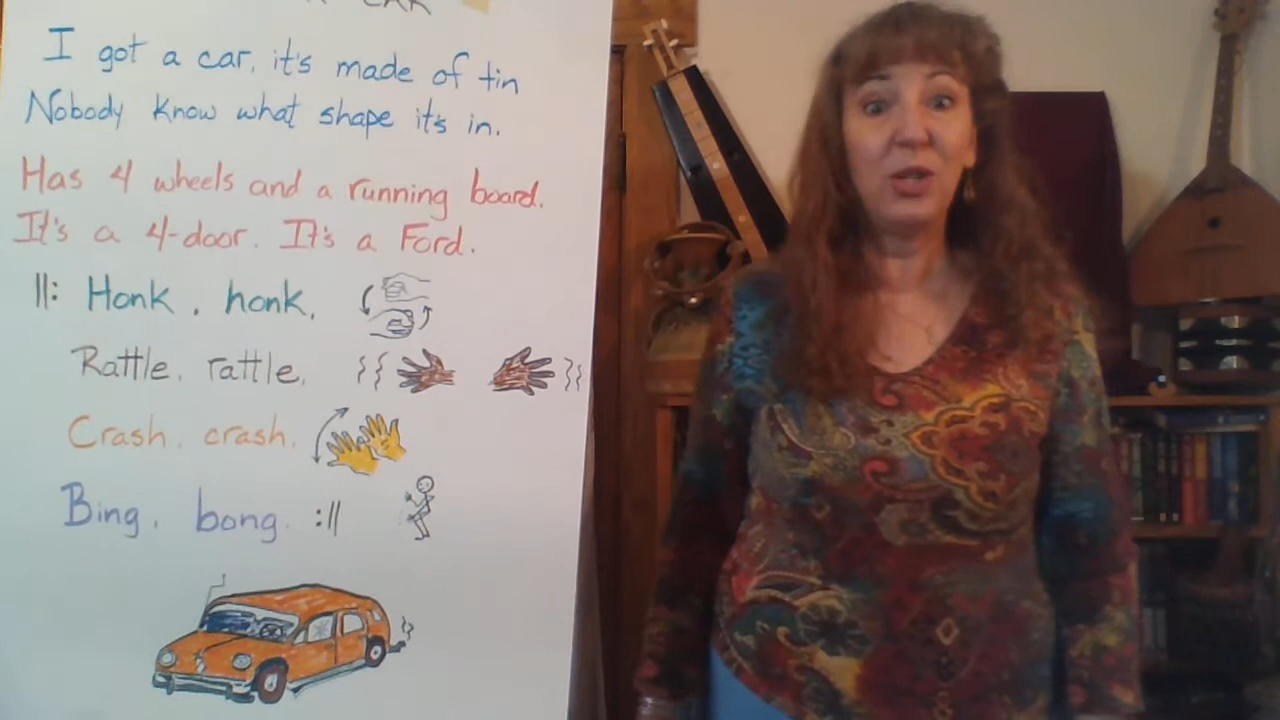 CAR
I got a car, it's made of tin
Nobody know what shape it's in.
Has 4 wheels and a running board.
It's a 4-door. It's a Ford.
||: Honk, honk,
Rattle, rattle,
Crash, crash,
Bing, bong. :||